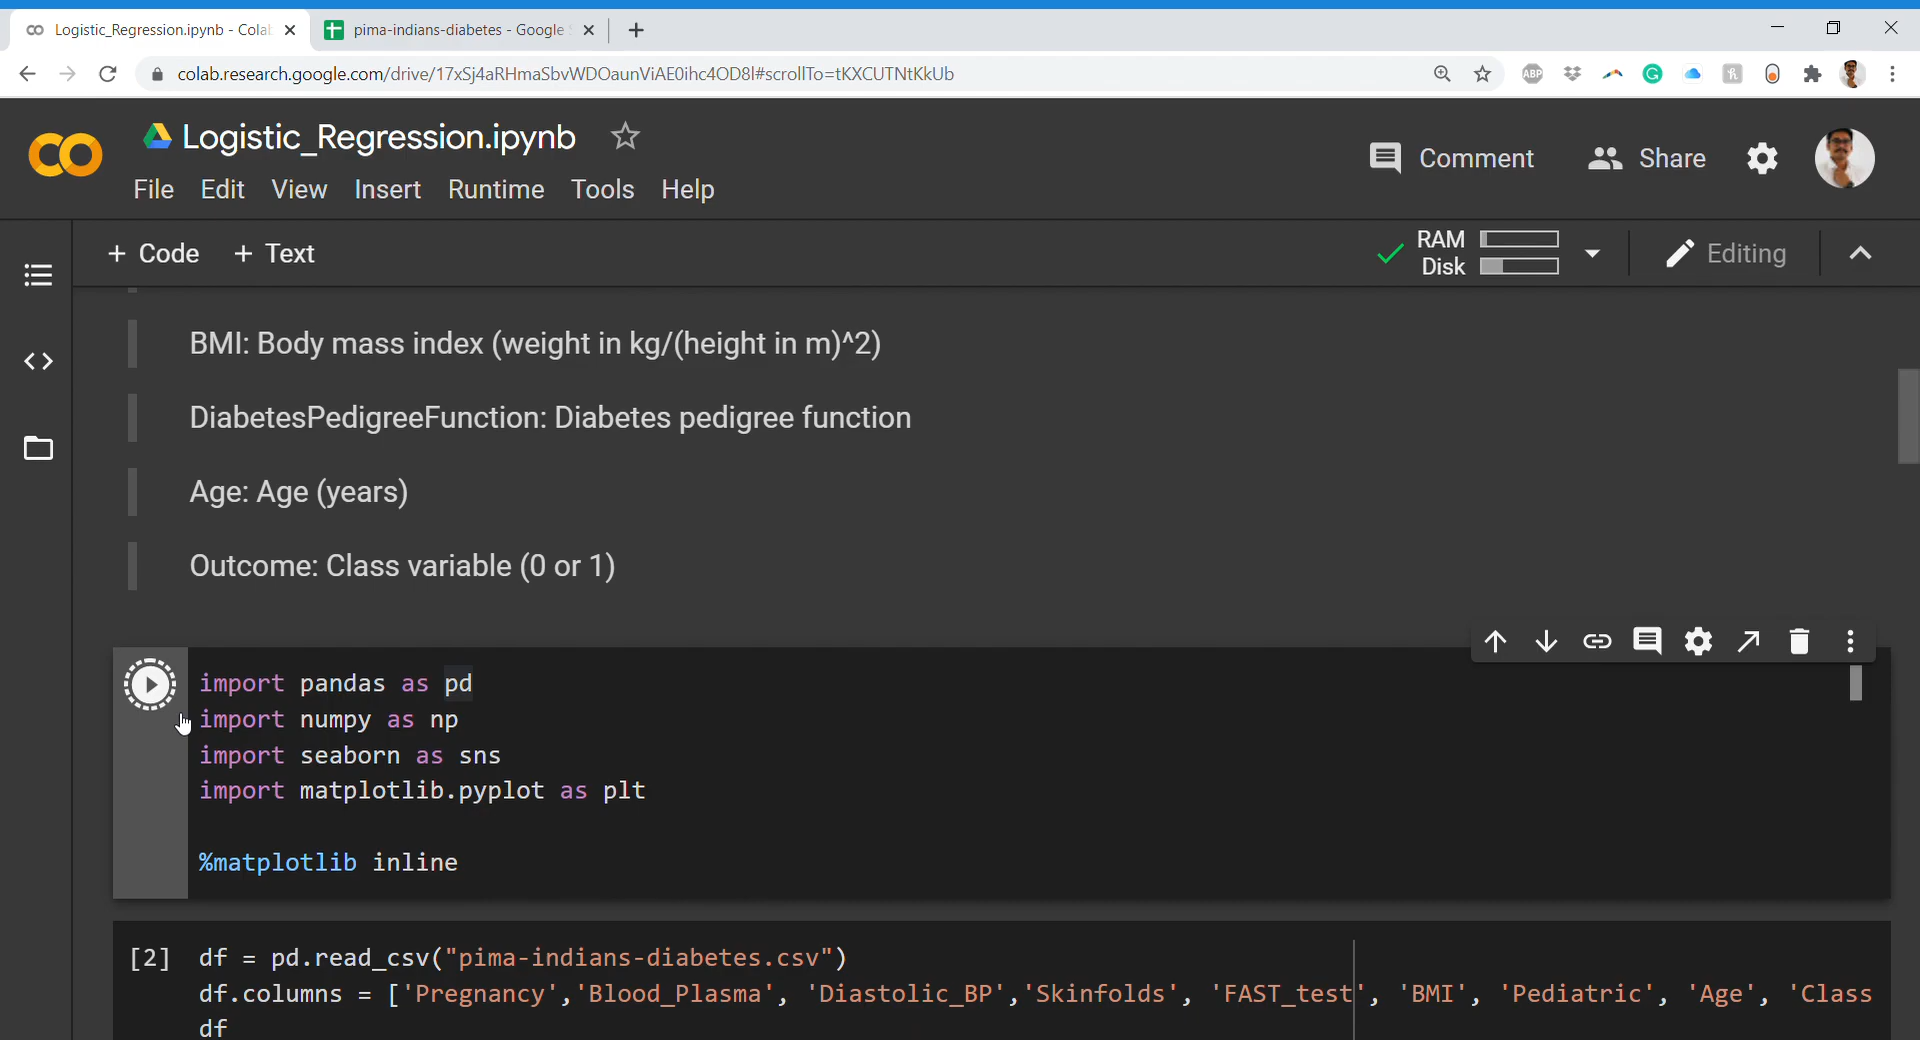 Logistic_Regression.ipynb - Cola
pima-indians-diabetes - Google
colab.research.google.com/drive/17xSj4aRHmaSbvWDOaunViAE0ihc4OD8l#scrollTo=tKXCUTNtKkUb
ABP
Logistic_Regression.ipynb
Comment
Share
File Edit View Insert Runtime Tools Help
+ Code + Text
RAM
Disk
Editing
BMI: Body mass index (weight in kg/(height in m)^2)
DiabetesPedigreeFunction: Diabetes pedigree function
Age: Age (years)
Outcome: Class variable (0 or 1)
import pandas as pd
import numpy as np
import seaborn as sns
import matplotlib.pyplot as plt
%matplotlib inline
[2] df = pd.read_csv("pima-indians-diabetes.csv")
df.columns = ['Pregnancy','Blood_Plasma', 'Diastolic_BP','Skinfolds', 'FAST_test', 'BMI', 'Pediatric', 'Age', 'Class
df